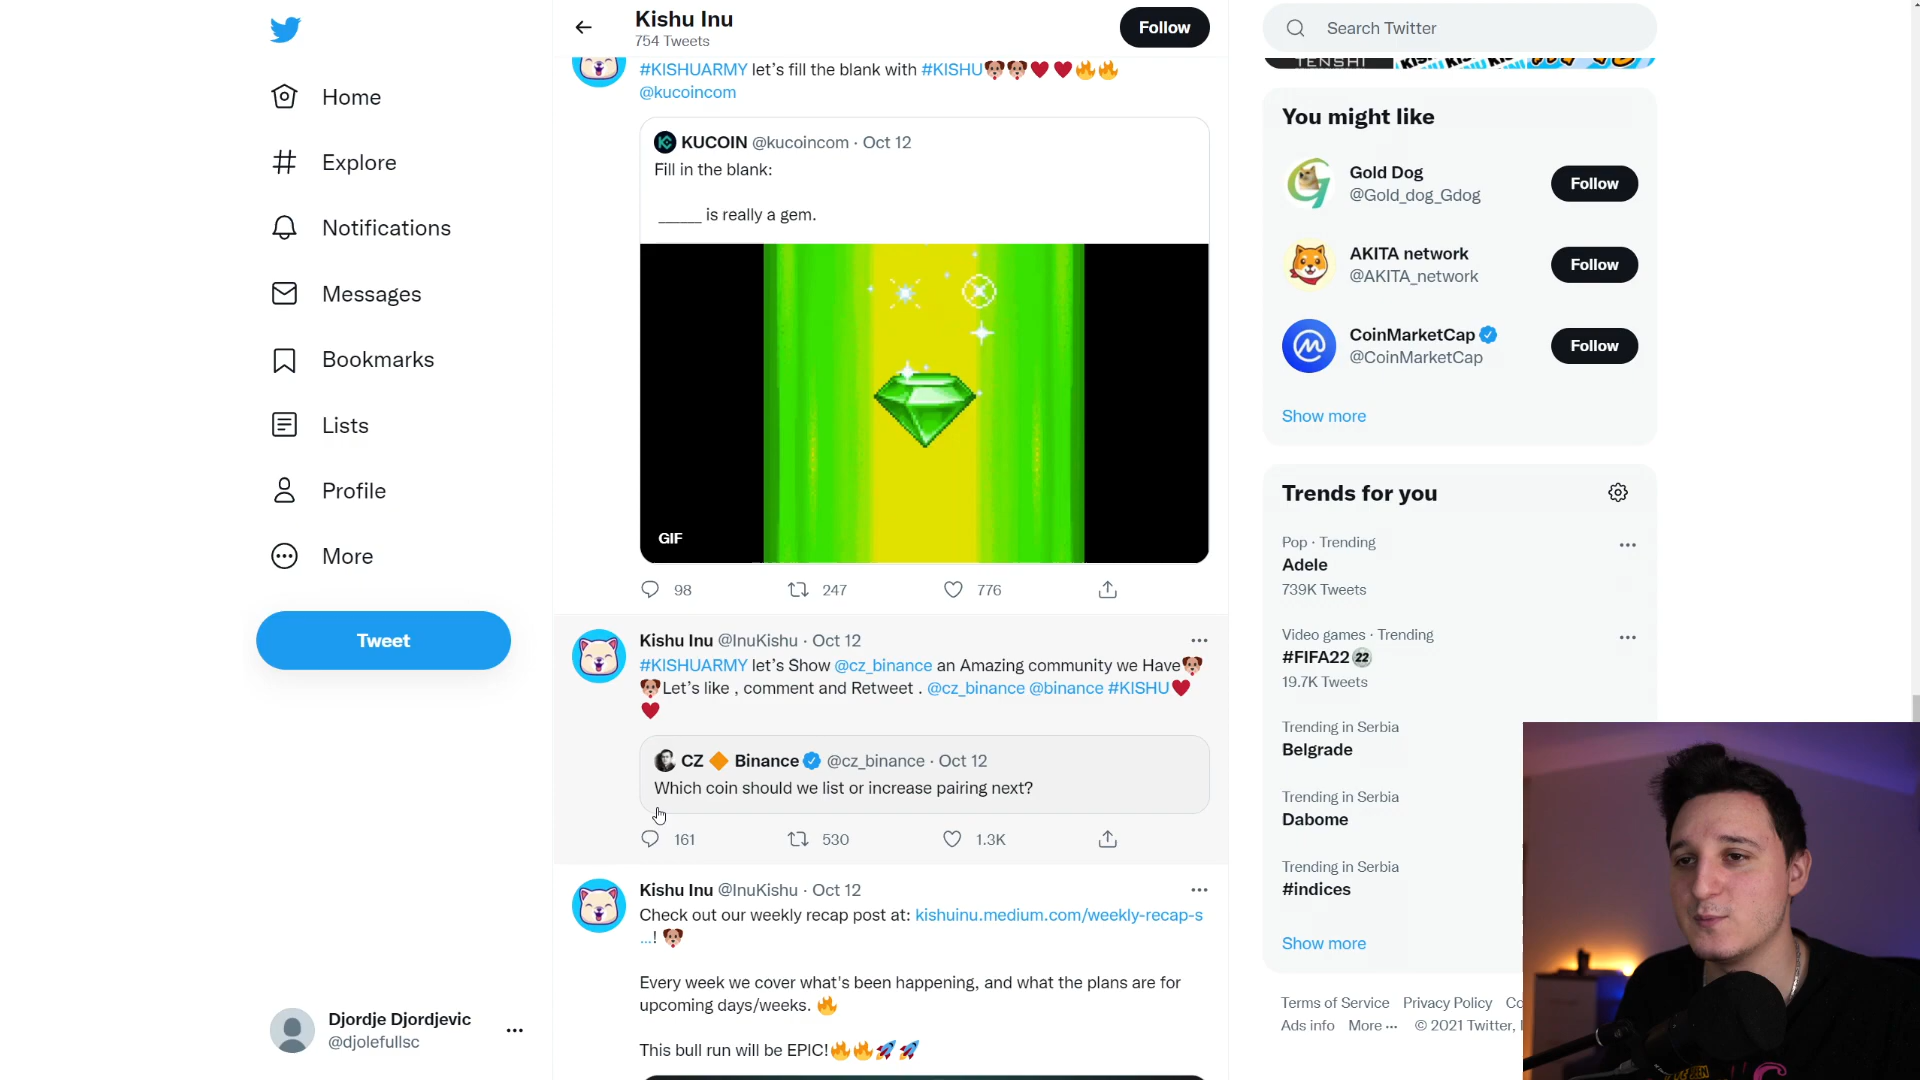 Home
Explore
Notifications
Messages
Bookmarks
Lists
Profile
More
Tweet
Djordje Djordjevic
@djolefullsc
Kishu Inu
754 Tweets
Follow
#KISHUARMY let's fill the blank with #KISHU🐶🐶♥️♥️🔥🔥
@kucoincom
KUCOIN @kucoincom · Oct 12
Fill in the blank:
_____ is really a gem.
GIF
98 247 776
Kishu Inu @InuKishu · Oct 12
#KISHUARMY let's Show @cz_binance an Amazing community we Have🐶
🐶Let's like , comment and Retweet . @cz_binance @binance #KISHU♥️
♥️
CZ 🔶 Binance @cz_binance · Oct 12
Which coin should we list or increase pairing next?
161 530 1.3K
Kishu Inu @InuKishu · Oct 12
Check out our weekly recap post at: kishuinu.medium.com/weekly-recap-s
...! 🐶
Every week we cover what's been happening, and what the plans are for
upcoming days/weeks. 🔥
This bull run will be EPIC!🔥🔥🚀🚀
Search Twitter
TENSHI
You might like
Gold Dog
@Gold_dog_Gdog
Follow
AKITA network
@AKITA_network
Follow
CoinMarketCap
@CoinMarketCap
Follow
Show more
Trends for you
Pop · Trending
Adele
739K Tweets
Video games · Trending
#FIFA22 22
19.7K Tweets
Trending in Serbia
Belgrade
Trending in Serbia
Dabome
Trending in Serbia
#indices
Show more
Terms of Service Privacy Policy Co
Ads info More ··· © 2021 Twitter,